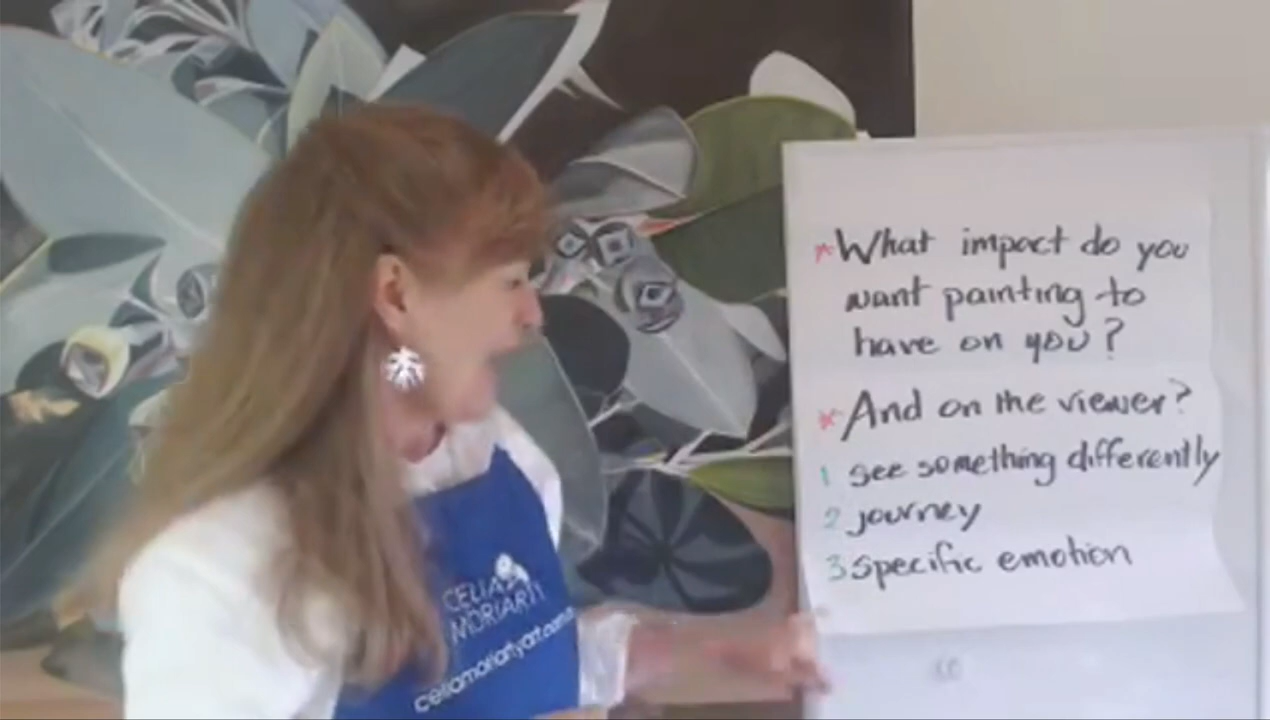 *What impact do you
want painting to
have on you?
*And on the viewer?
1 see something differently
2 journey
3 specific emotion
CELIA
MORIARTY
celiamoriartyart.com